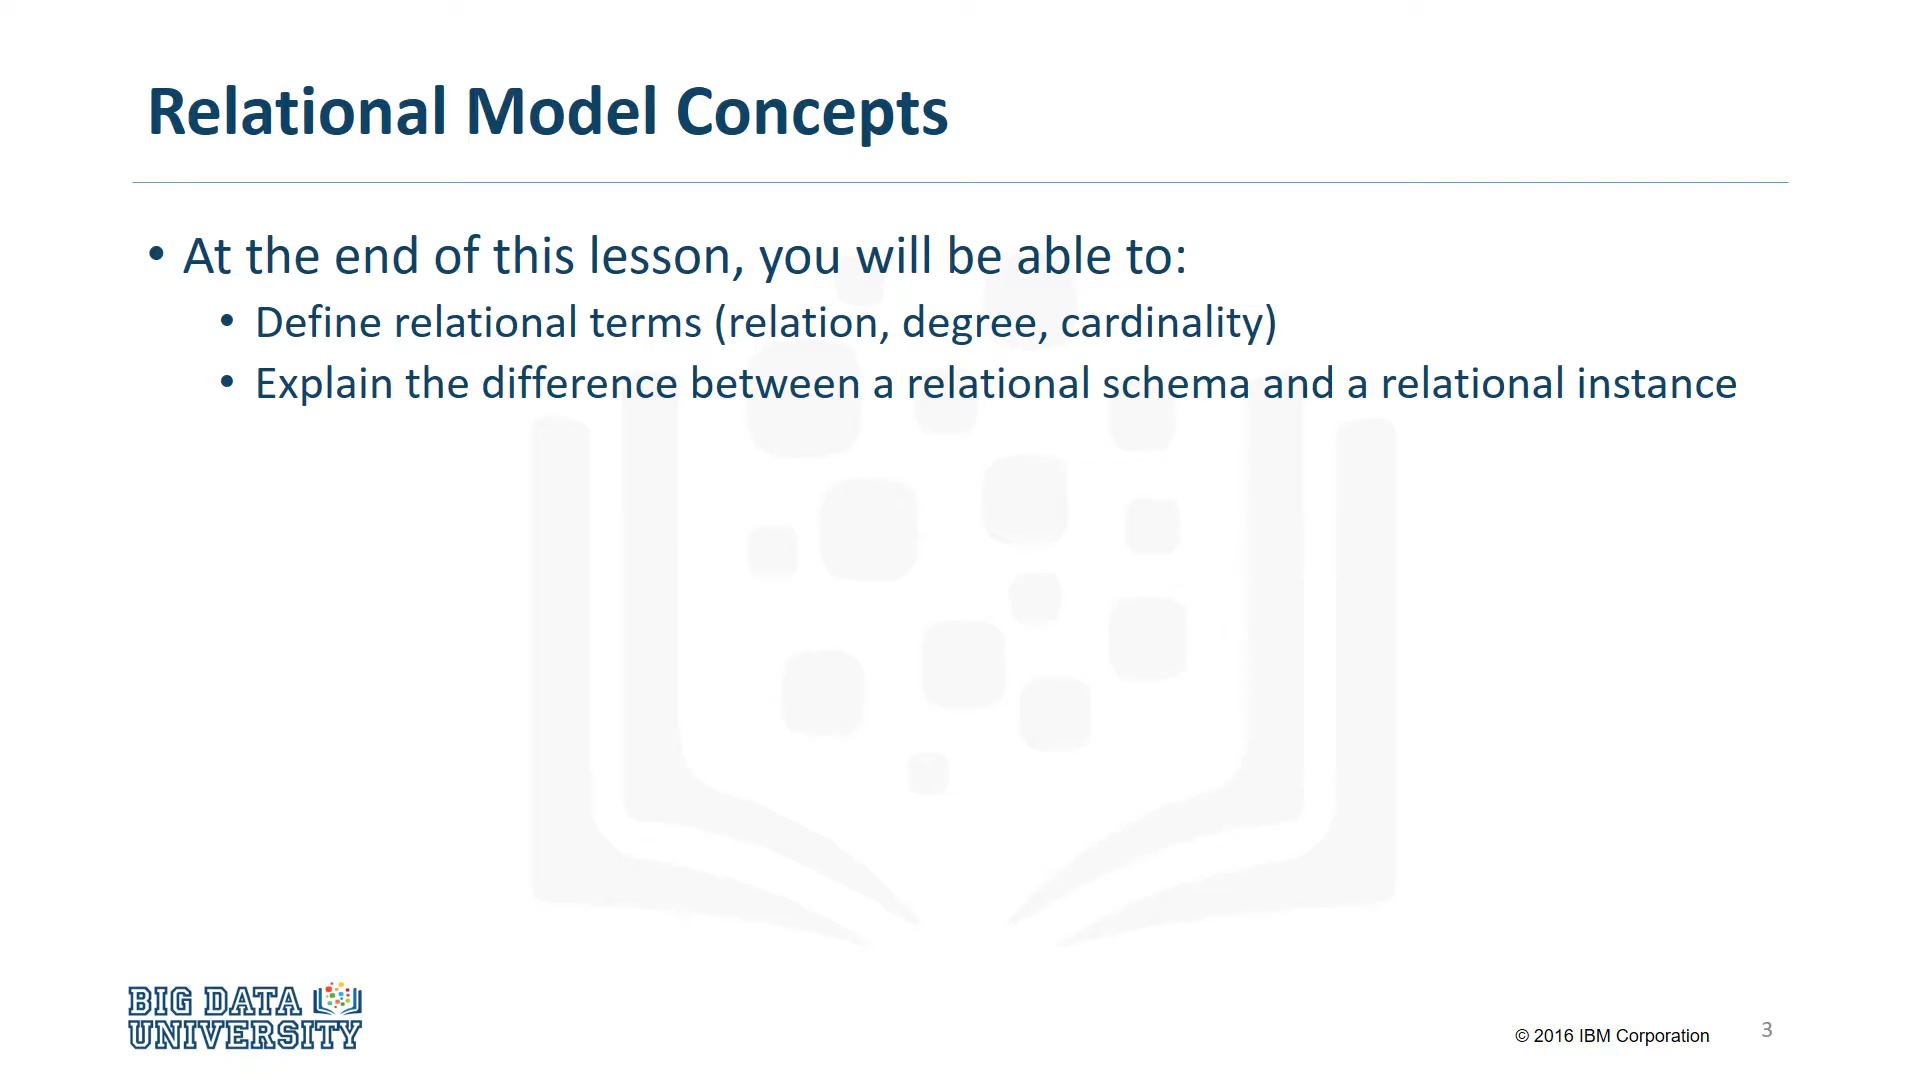 Relational Model Concepts
• At the end of this lesson, you will be able to:
• Define relational terms (relation, degree, cardinality)
• Explain the difference between a relational schema and a relational instance
BIG DATA
UNIVERSITY
© 2016 IBM Corporation
3